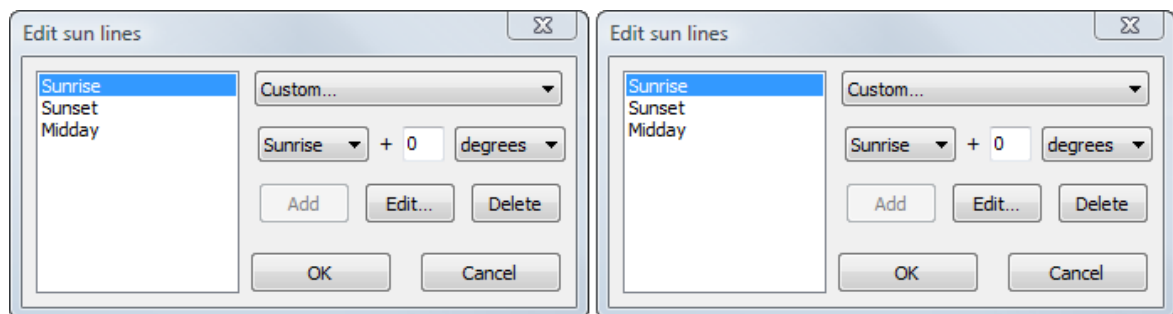 Edit sun lines
Sunrise
Sunset
Midday
Custom...
Sunrise + 0 degrees
Add Edit... Delete
OK Cancel
Edit sun lines
Sunrise
Sunset
Midday
Custom...
Sunrise + 0 degrees
Add Edit... Delete
OK Cancel